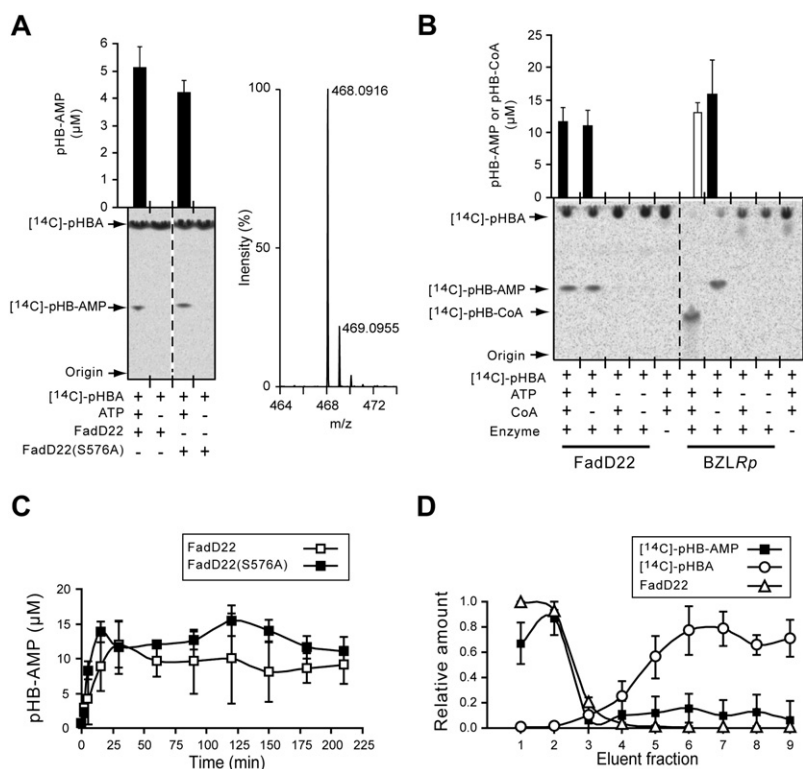 A
pHB-AMP
(µM)
6
5
4
3
2
1
0
[¹⁴C]-pHBA
[¹⁴C]-pHB-AMP
Origin
[¹⁴C]-pHBA + + + +
ATP + - + -
FadD22 + + - -
FadD22(S576A) - - + +
Inensity (%)
100
50
0
468.0916
469.0955
464 468 472
m/z
B
pHB-AMP or pHB-CoA
(µM)
25
20
15
10
5
0
[¹⁴C]-pHBA
[¹⁴C]-pHB-AMP
[¹⁴C]-pHB-CoA
Origin
[¹⁴C]-pHBA + + + + + + + + + +
ATP + + - - + + + - - +
CoA + - + - + + - + - +
Enzyme + + + + - + + + + -
FadD22 BZLRp
C
FadD22
FadD22(S576A)
pHB-AMP (µM)
20
15
10
5
0
0 25 50 75 100 125 150 175 200 225
Time (min)
D
[¹⁴C]-pHB-AMP
[¹⁴C]-pHBA
FadD22
Relative amount
1.0
0.8
0.6
0.4
0.2
0.0
1 2 3 4 5 6 7 8 9
Eluent fraction